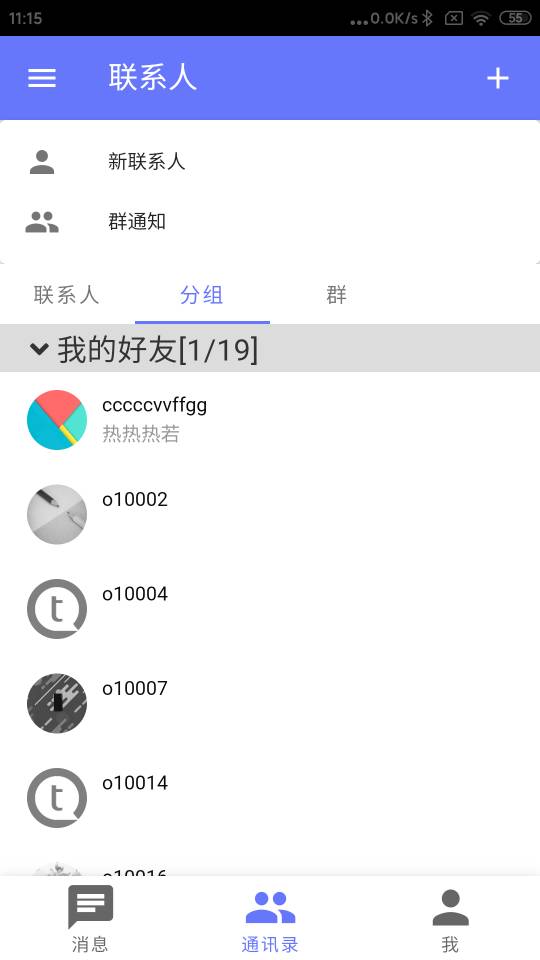 11:15
...0.0K/s
55
联系人
+
新联系人
群通知
联系人 分组 群
我的好友[1/19]
cccccvvffgg
热热热若
o10002
o10004
t
o10007
o10014
t
o10016
消息 通讯录 我